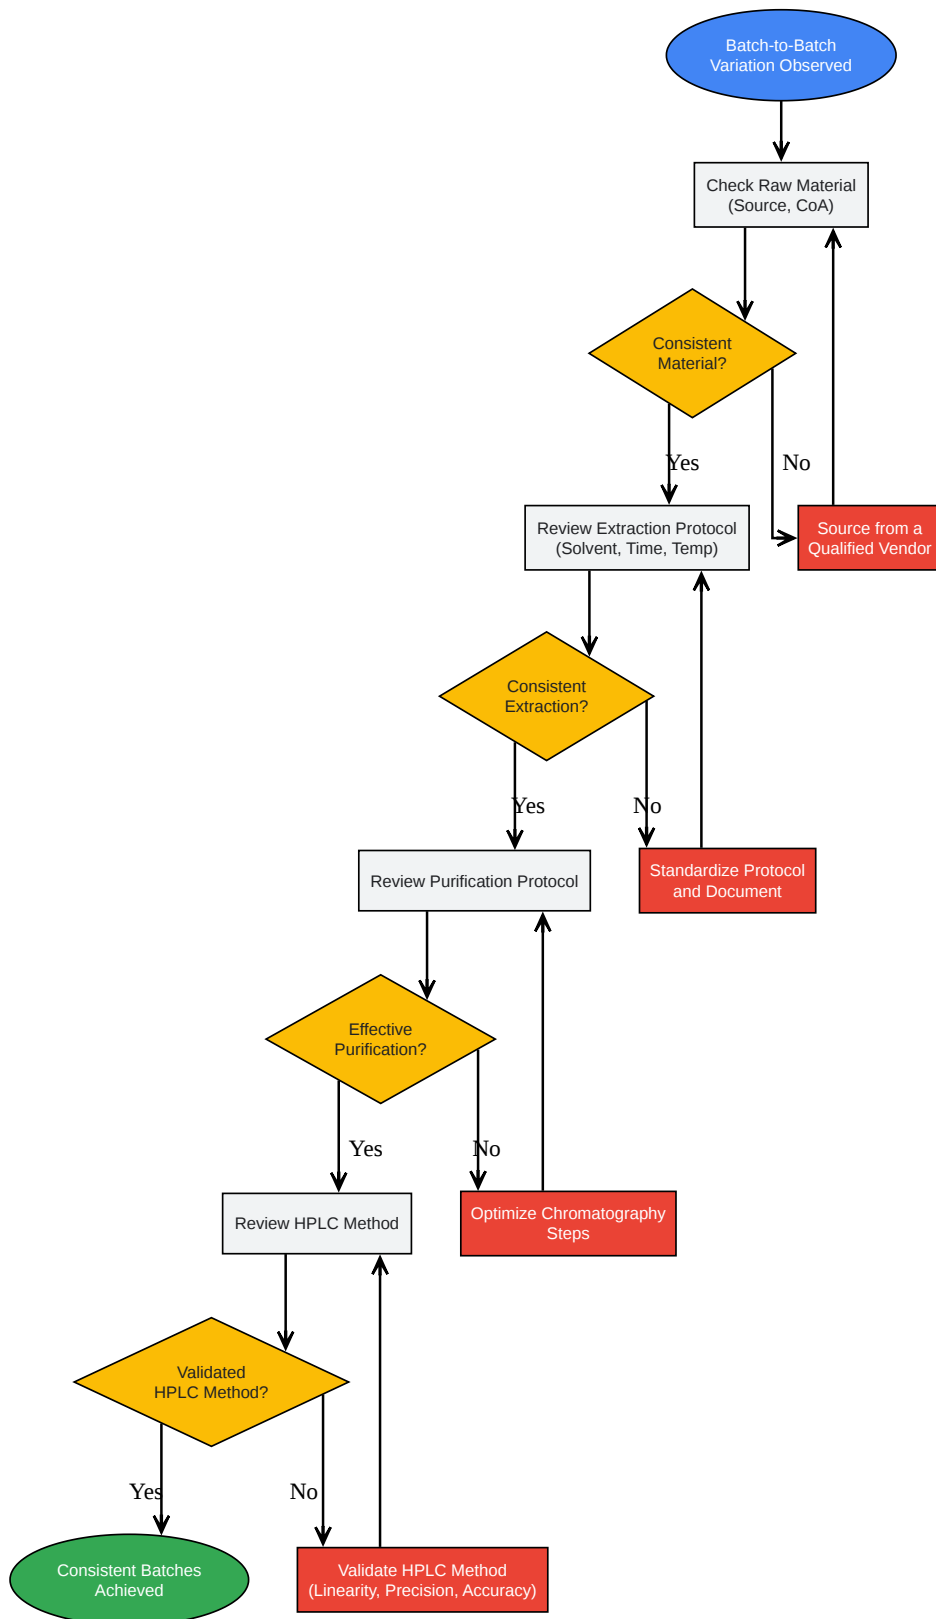 Batch-to-Batch
Variation Observed
Check Raw Material
(Source, CoA)
Consistent
Material?
Yes
No
Review Extraction Protocol
(Solvent, Time, Temp)
Source from a
Qualified Vendor
Consistent
Extraction?
Yes
No
Review Purification Protocol
Standardize Protocol
and Document
Effective
Purification?
Yes
No
Review HPLC Method
Optimize Chromatography
Steps
Validated
HPLC Method?
Yes
No
Consistent Batches
Achieved
Validate HPLC Method
(Linearity, Precision, Accuracy)